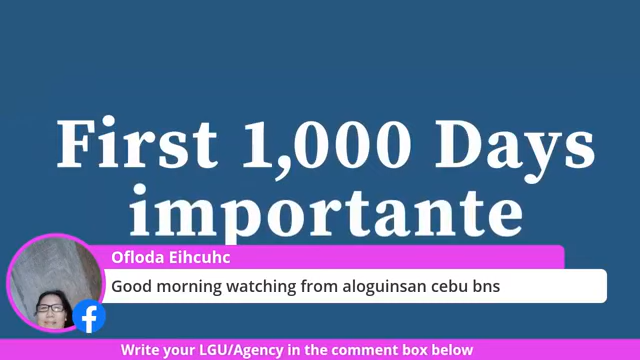 First 1,000 Days
importante
Ofloda Eihcuhc
Good morning watching from aloguinsan cebu bns
Write your LGU/Agency in the comment box below